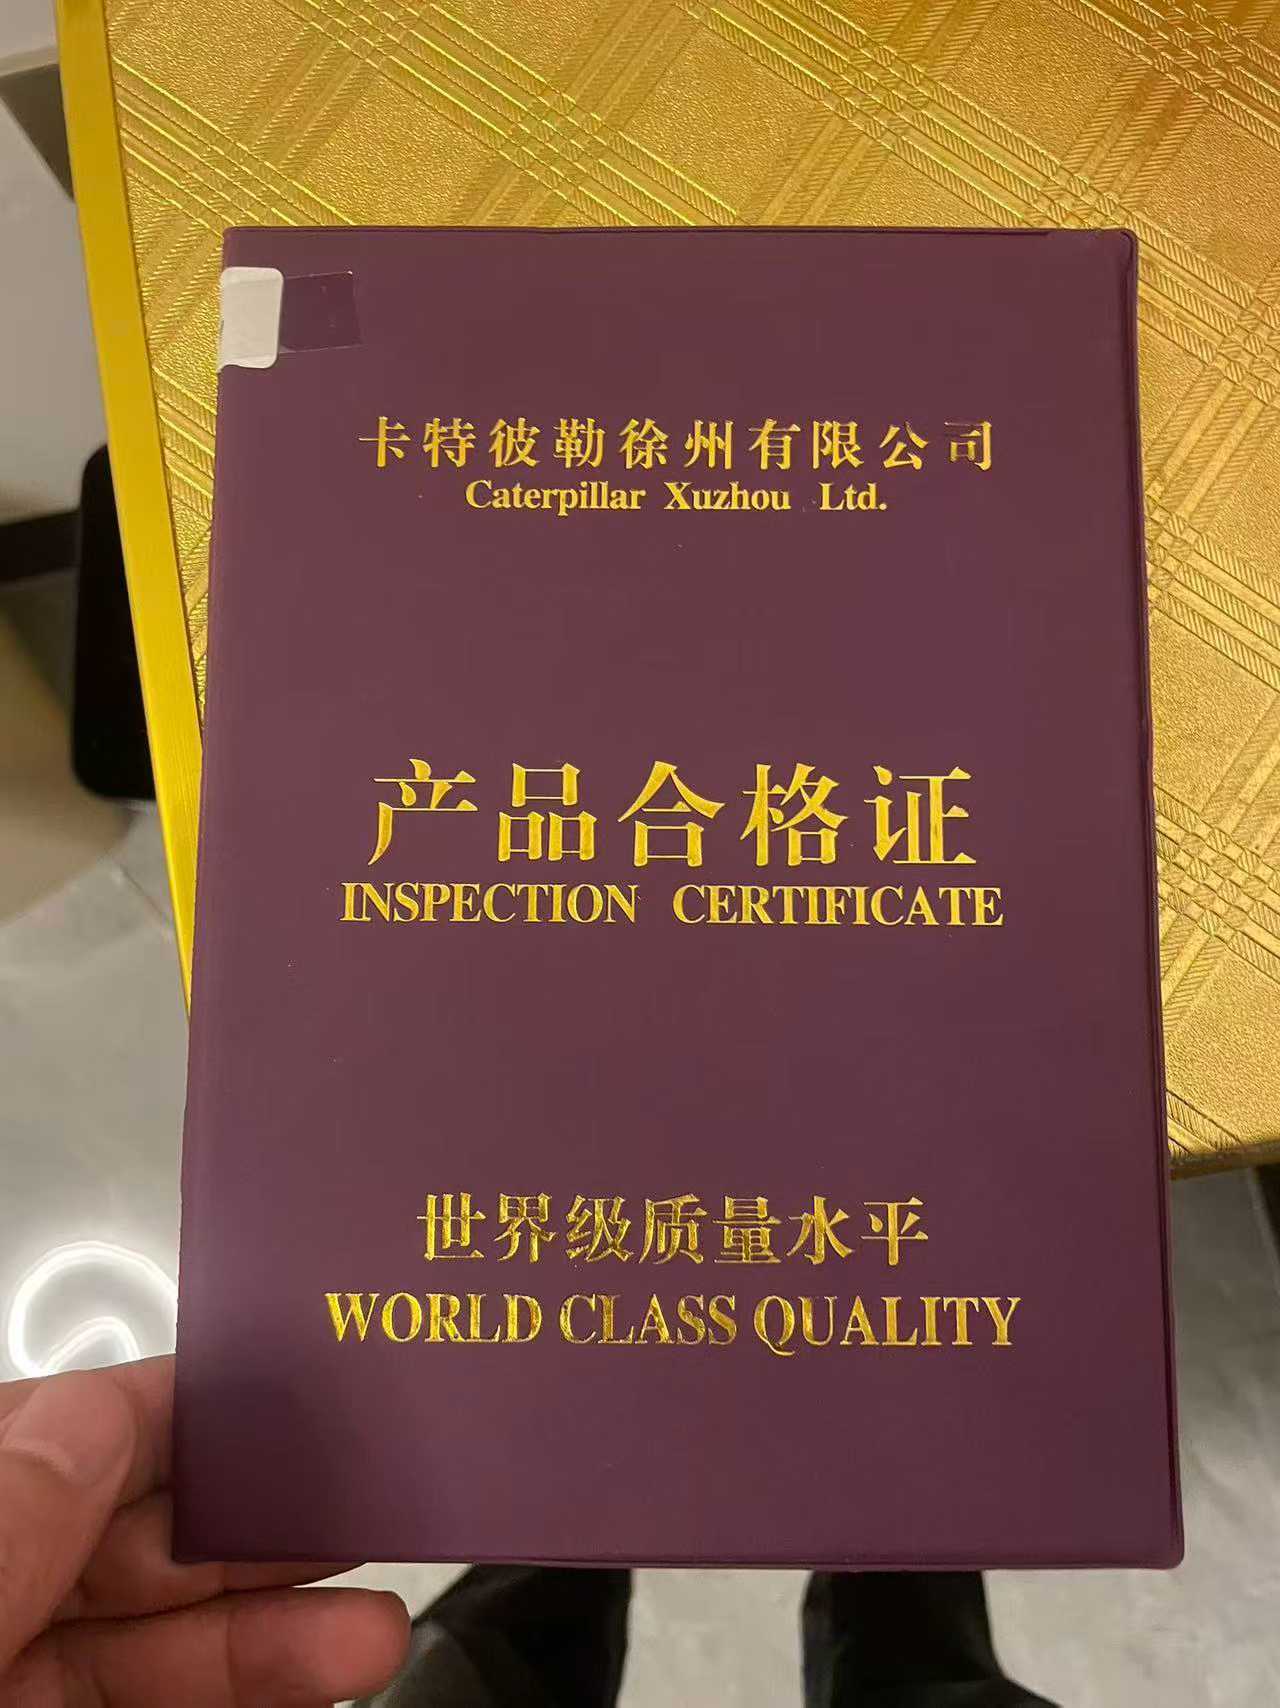 卡特彼勒徐州有限公司
Caterpillar Xuzhou Ltd.
产品合格证
INSPECTION CERTIFICATE
世界级质量水平
WORLD CLASS QUALITY